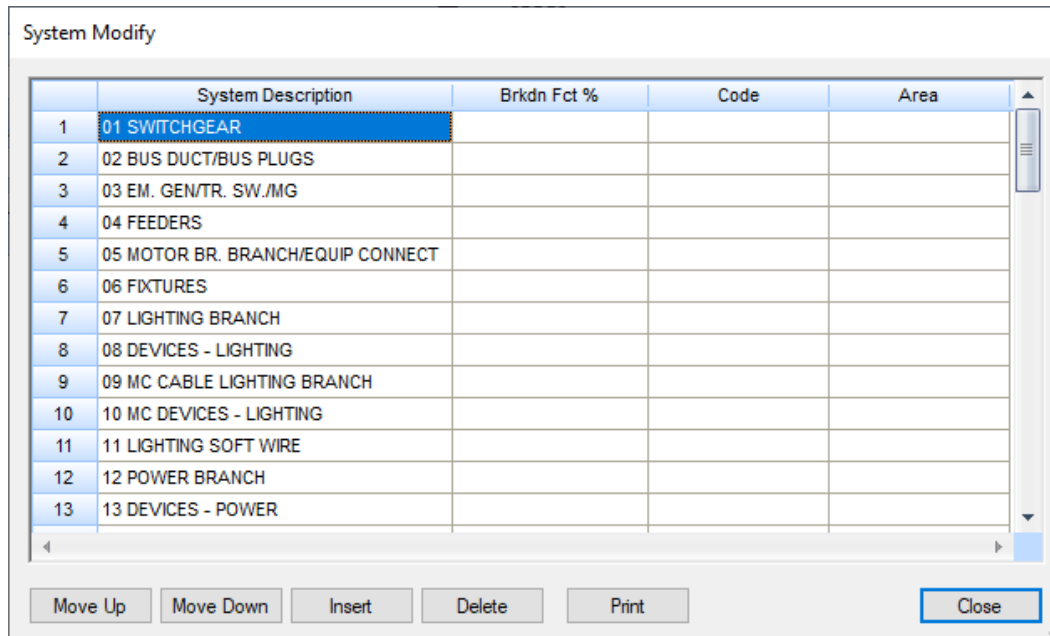 System Modify
System Description Brkdn Fct % Code Area
1 01 SWITCHGEAR
2 02 BUS DUCT/BUS PLUGS
3 03 EM. GEN/TR. SW./MG
4 04 FEEDERS
5 05 MOTOR BR. BRANCH/EQUIP CONNECT
6 06 FIXTURES
7 07 LIGHTING BRANCH
8 08 DEVICES - LIGHTING
9 09 MC CABLE LIGHTING BRANCH
10 10 MC DEVICES - LIGHTING
11 11 LIGHTING SOFT WIRE
12 12 POWER BRANCH
13 13 DEVICES - POWER
Move Up Move Down Insert Delete Print Close